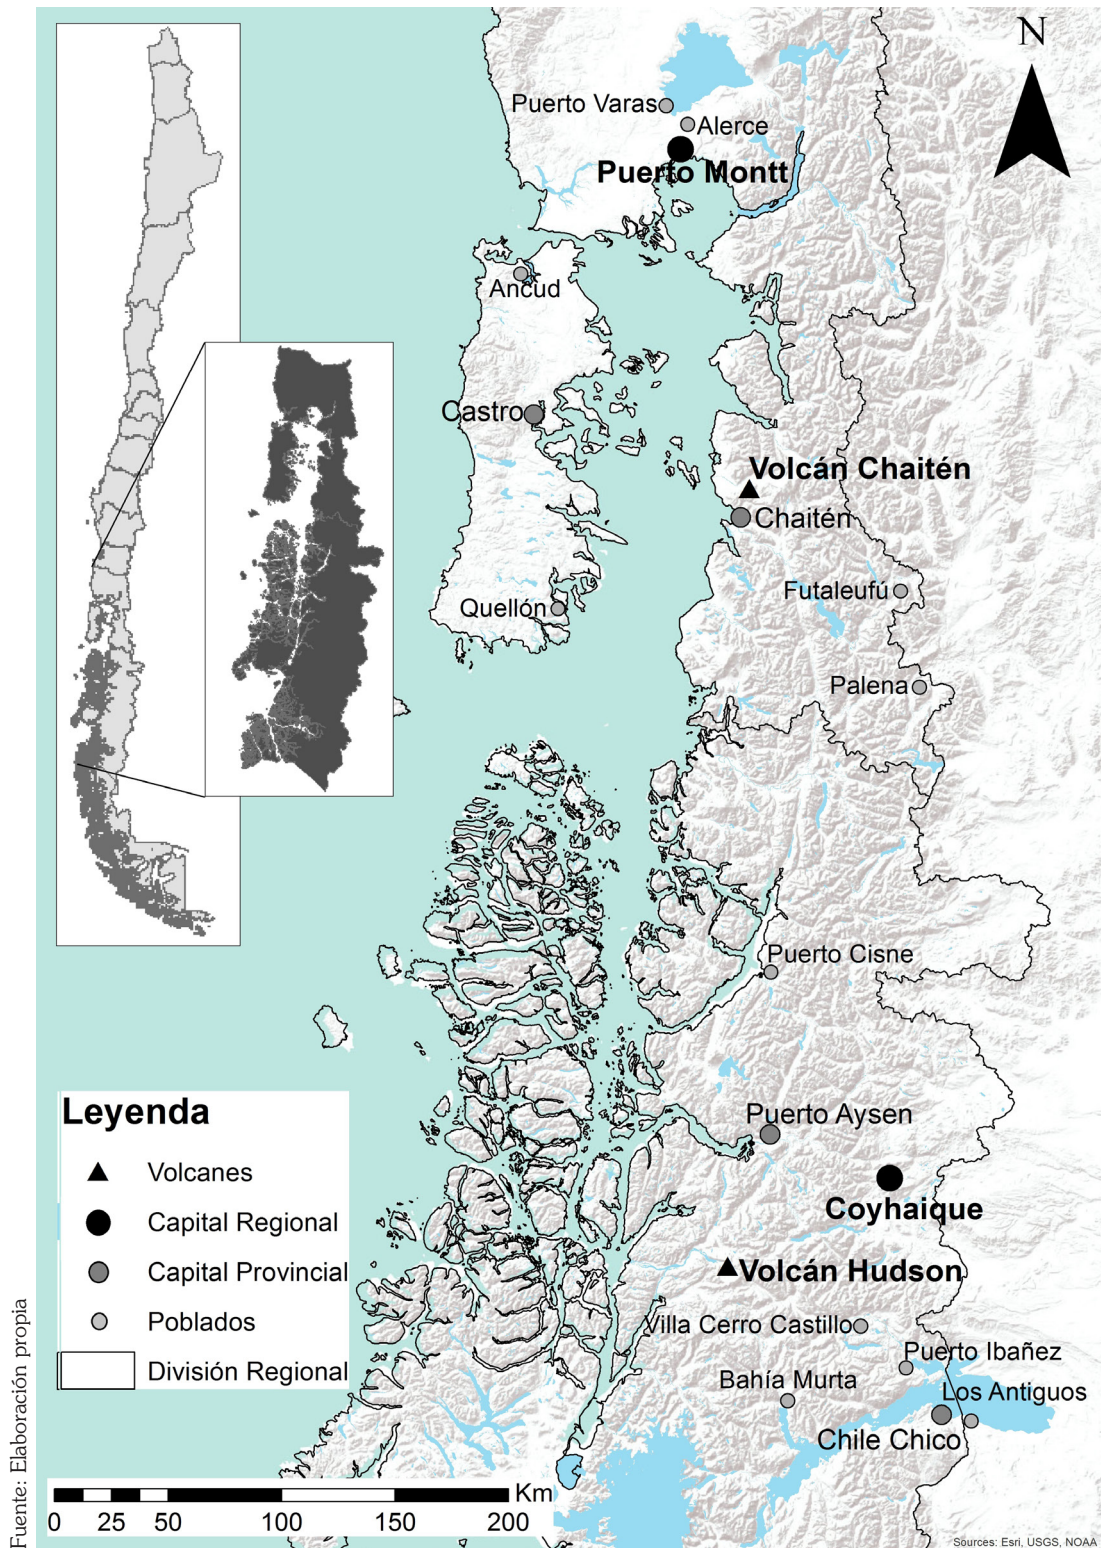 N
Puerto Varas
Alerce
Puerto Montt
Ancud
Castro
Volcán Chaitén
Chaitén
Futaleufú
Quellón
Palena
Puerto Cisne
Puerto Aysen
Coyhaique
Volcán Hudson
Villa Cerro Castillo
Puerto Ibañez
Bahía Murta
Los Antiguos
Chile Chico
Leyenda
Volcanes
Capital Regional
Capital Provincial
Poblados
División Regional
Km
0 25 50 100 150 200
Sources: Esri, USGS, NOAA
Fuente: Elaboración propia